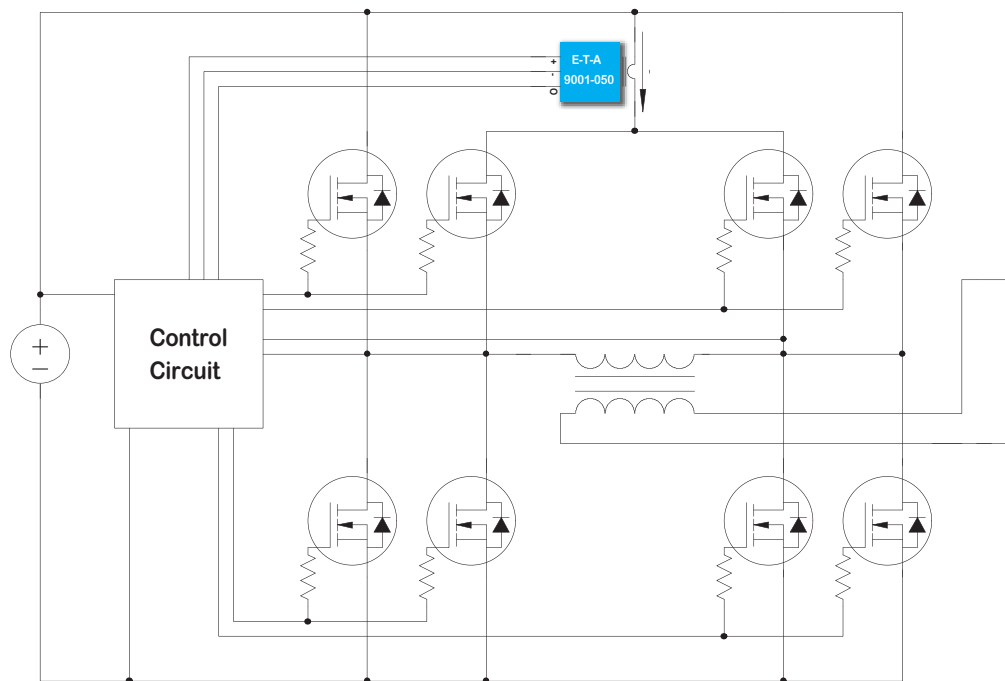 E-T-A
9001-050
+
-
O
Control
Circuit
+
−